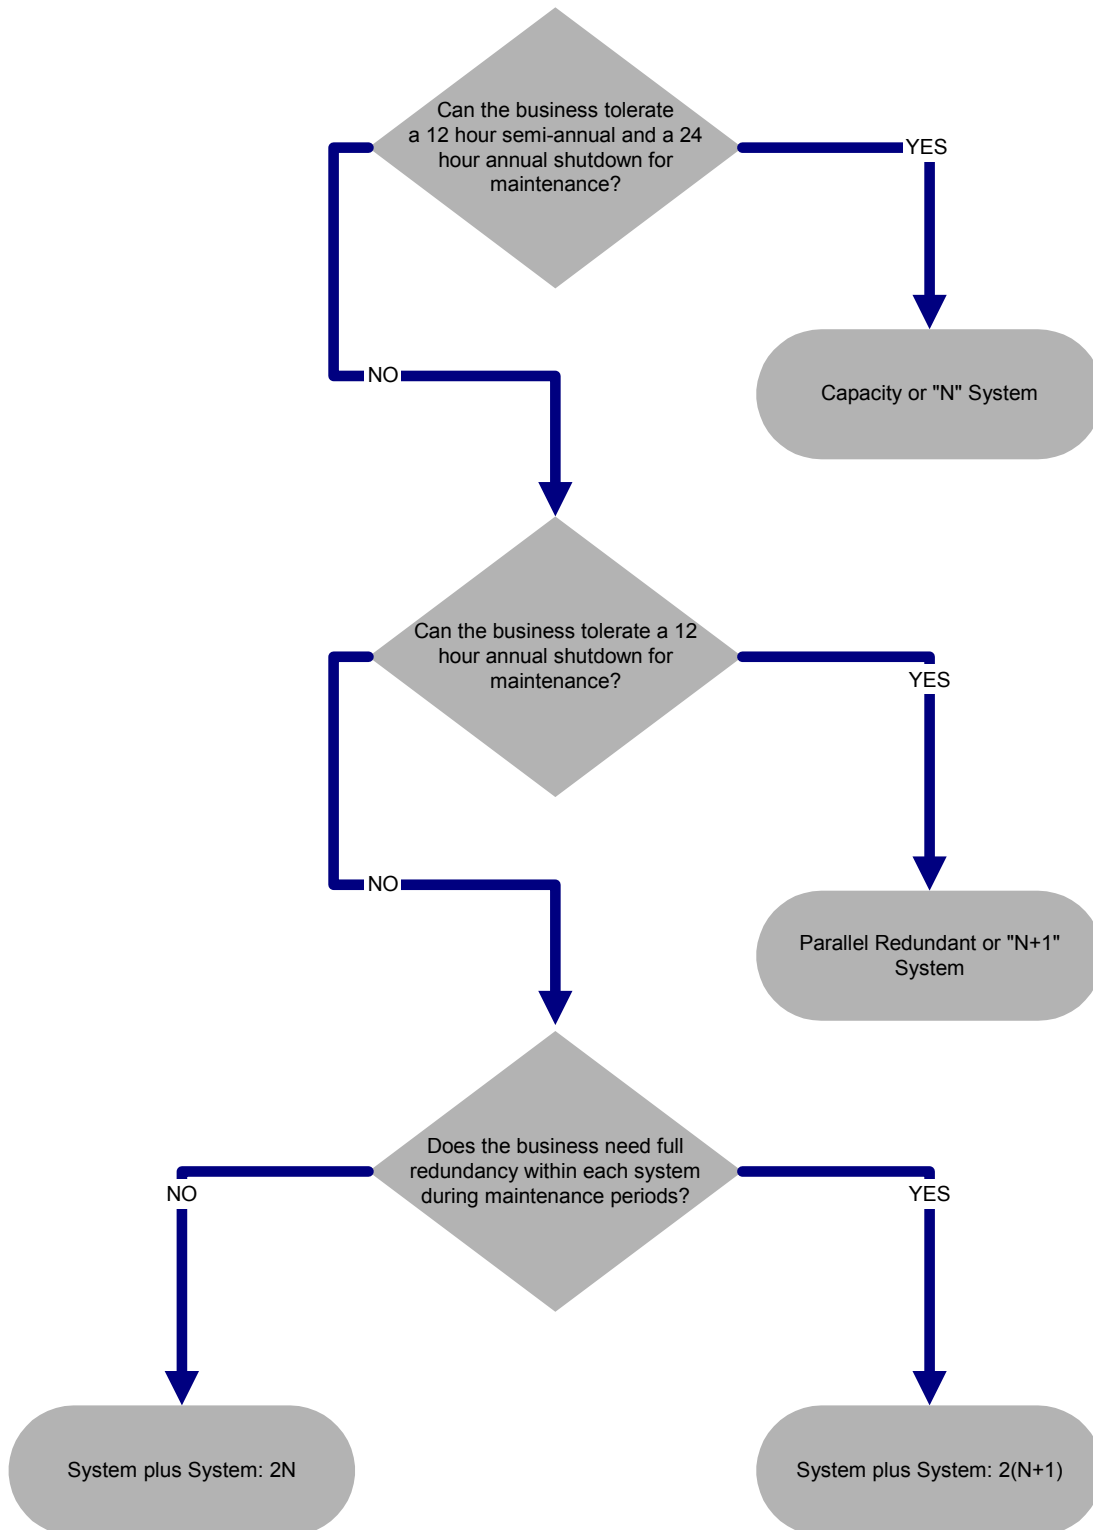 Can the business tolerate
a 12 hour semi-annual and a 24
hour annual shutdown for
maintenance?
YES
NO
Capacity or "N" System
Can the business tolerate a 12
hour annual shutdown for
maintenance?
YES
NO
Parallel Redundant or "N+1"
System
Does the business need full
redundancy within each system
during maintenance periods?
NO
YES
System plus System: 2N
System plus System: 2(N+1)